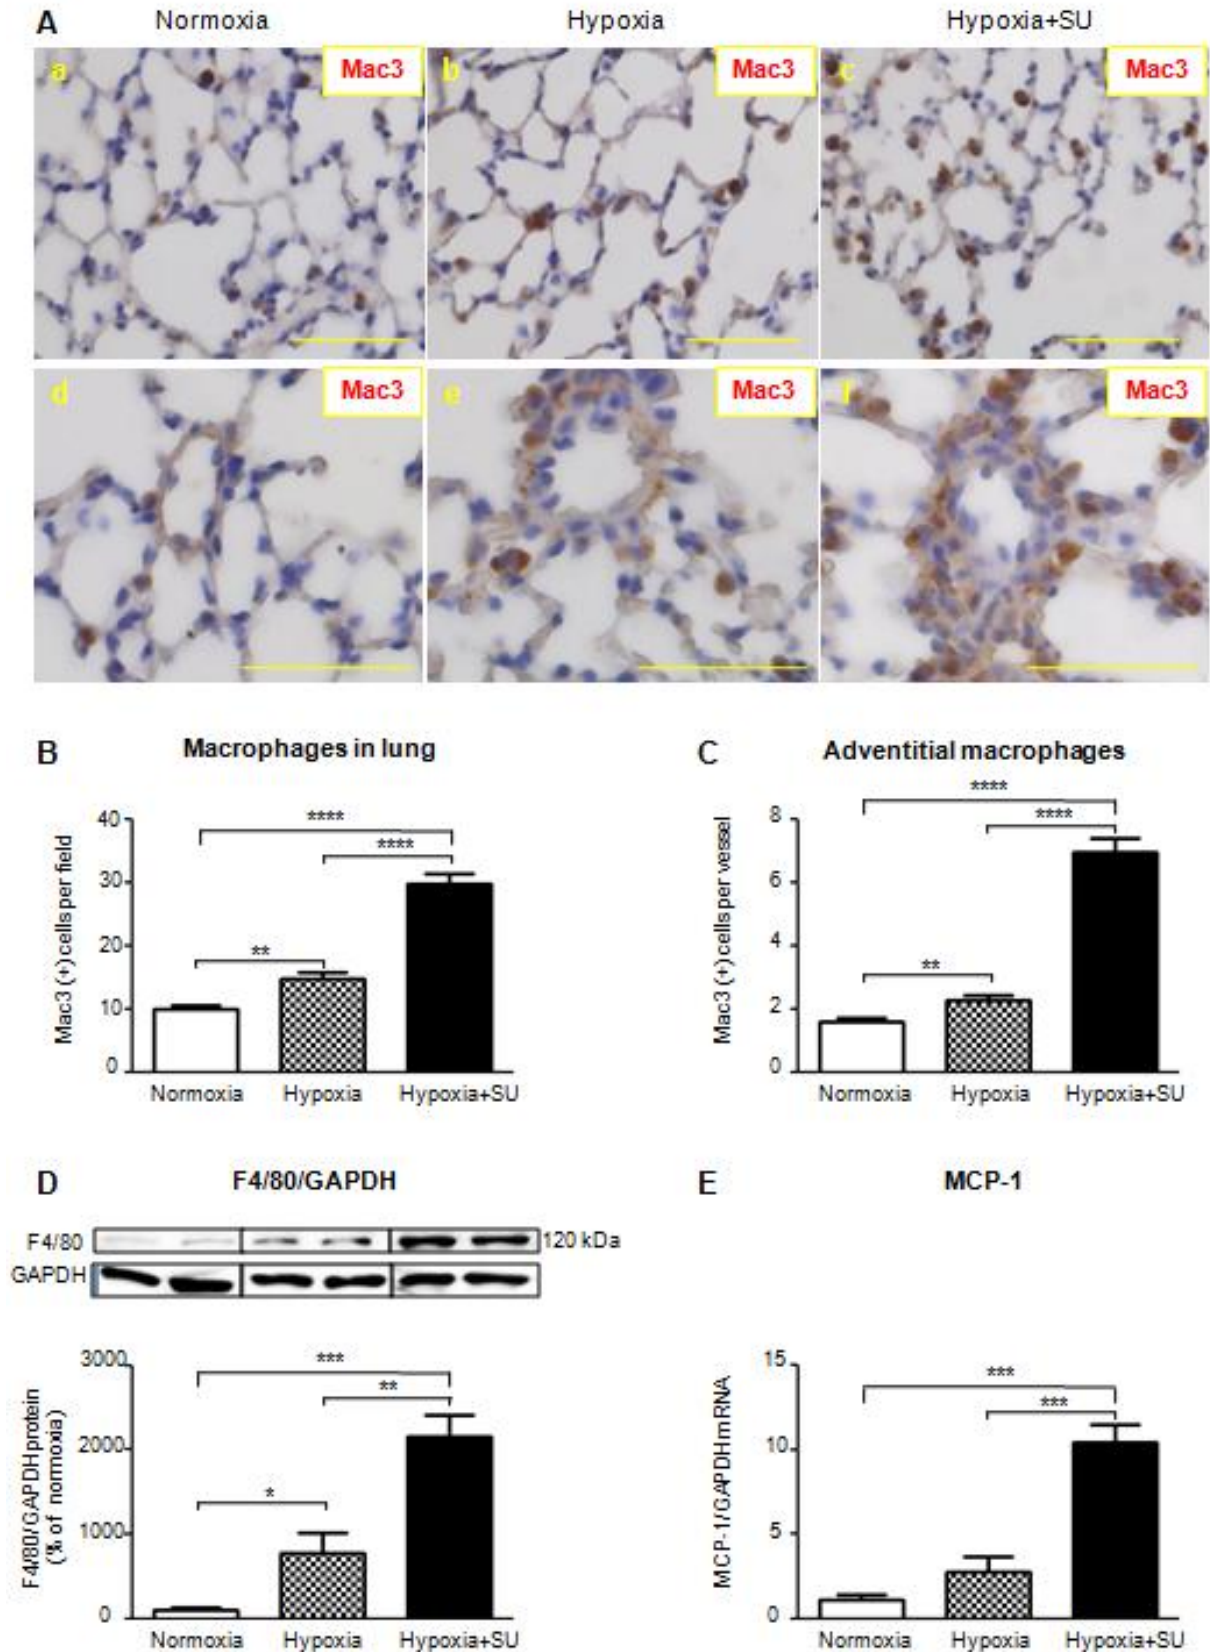 A
Normoxia
Hypoxia
Hypoxia+SU
a
Mac3
b
Mac3
c
Mac3
d
Mac3
e
Mac3
f
Mac3
B
Macrophages in lung
Mac3 (+) cells per field
40
30
20
10
0
****
****
**
Normoxia
Hypoxia
Hypoxia+SU
C
Adventitial macrophages
Mac3 (+) cells per vessel
8
6
4
2
0
****
****
**
Normoxia
Hypoxia
Hypoxia+SU
D
F4/80/GAPDH
F4/80
120 kDa
GAPDH
F4/80/GAPDH protein
(% of normoxia)
3000
2000
1000
0
***
**
*
Normoxia
Hypoxia
Hypoxia+SU
E
MCP-1
MCP-1/GAPDH mRNA
15
10
5
0
***
***
Normoxia
Hypoxia
Hypoxia+SU